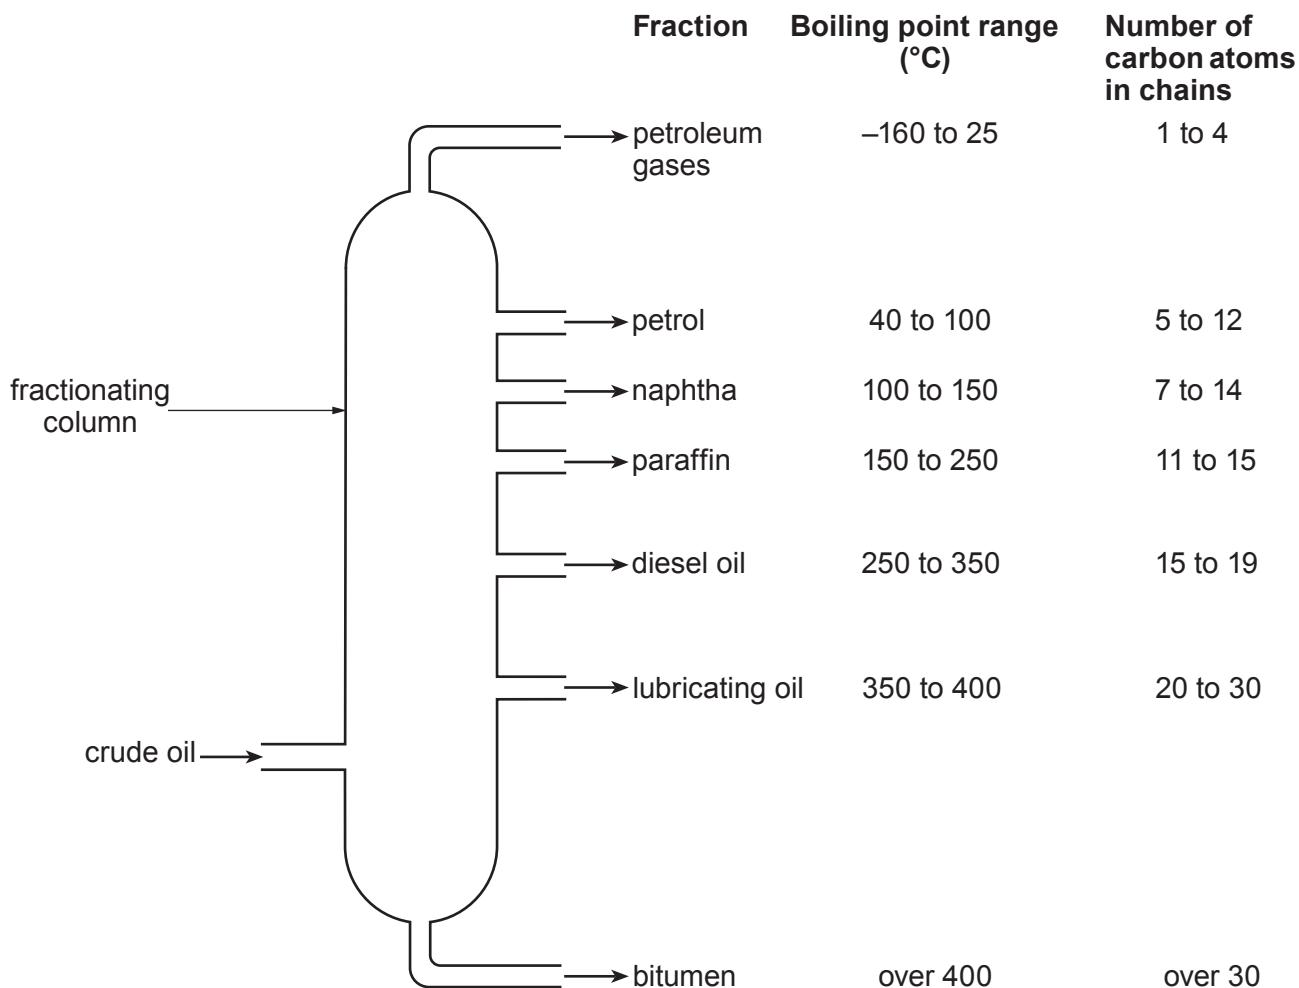 Fraction Boiling point range Number of
(°C) carbon atoms
in chains
petroleum –160 to 25 1 to 4
gases
petrol 40 to 100 5 to 12
fractionating
column
naphtha 100 to 150 7 to 14
paraffin 150 to 250 11 to 15
diesel oil 250 to 350 15 to 19
lubricating oil 350 to 400 20 to 30
crude oil
bitumen over 400 over 30